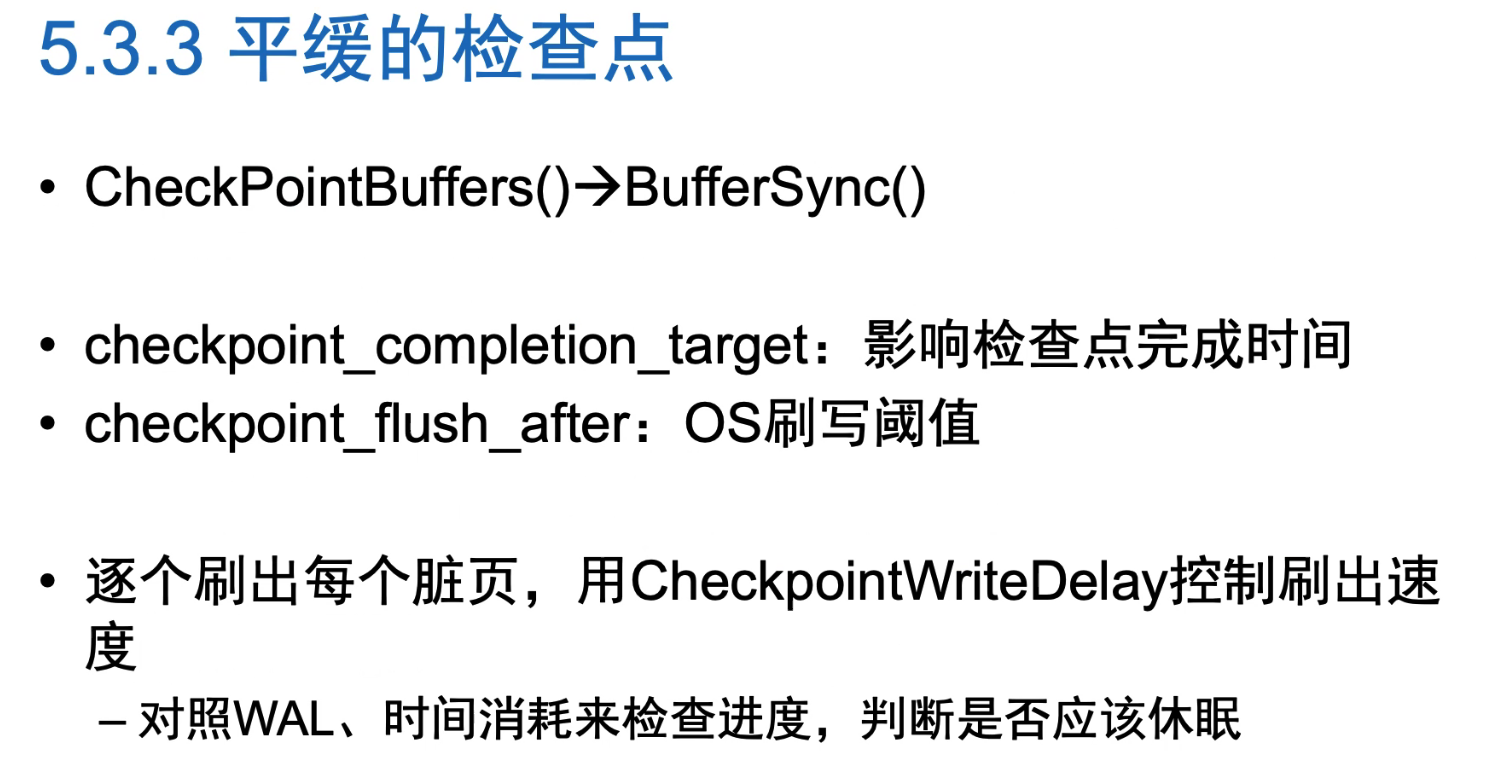 5.3.3 平缓的检查点
• CheckPointBuffers()→BufferSync()
• checkpoint_completion_target：影响检查点完成时间
• checkpoint_flush_after：OS刷写阈值
• 逐个刷出每个脏页，用CheckpointWriteDelay控制刷出速
度
– 对照WAL、时间消耗来检查进度，判断是否应该休眠